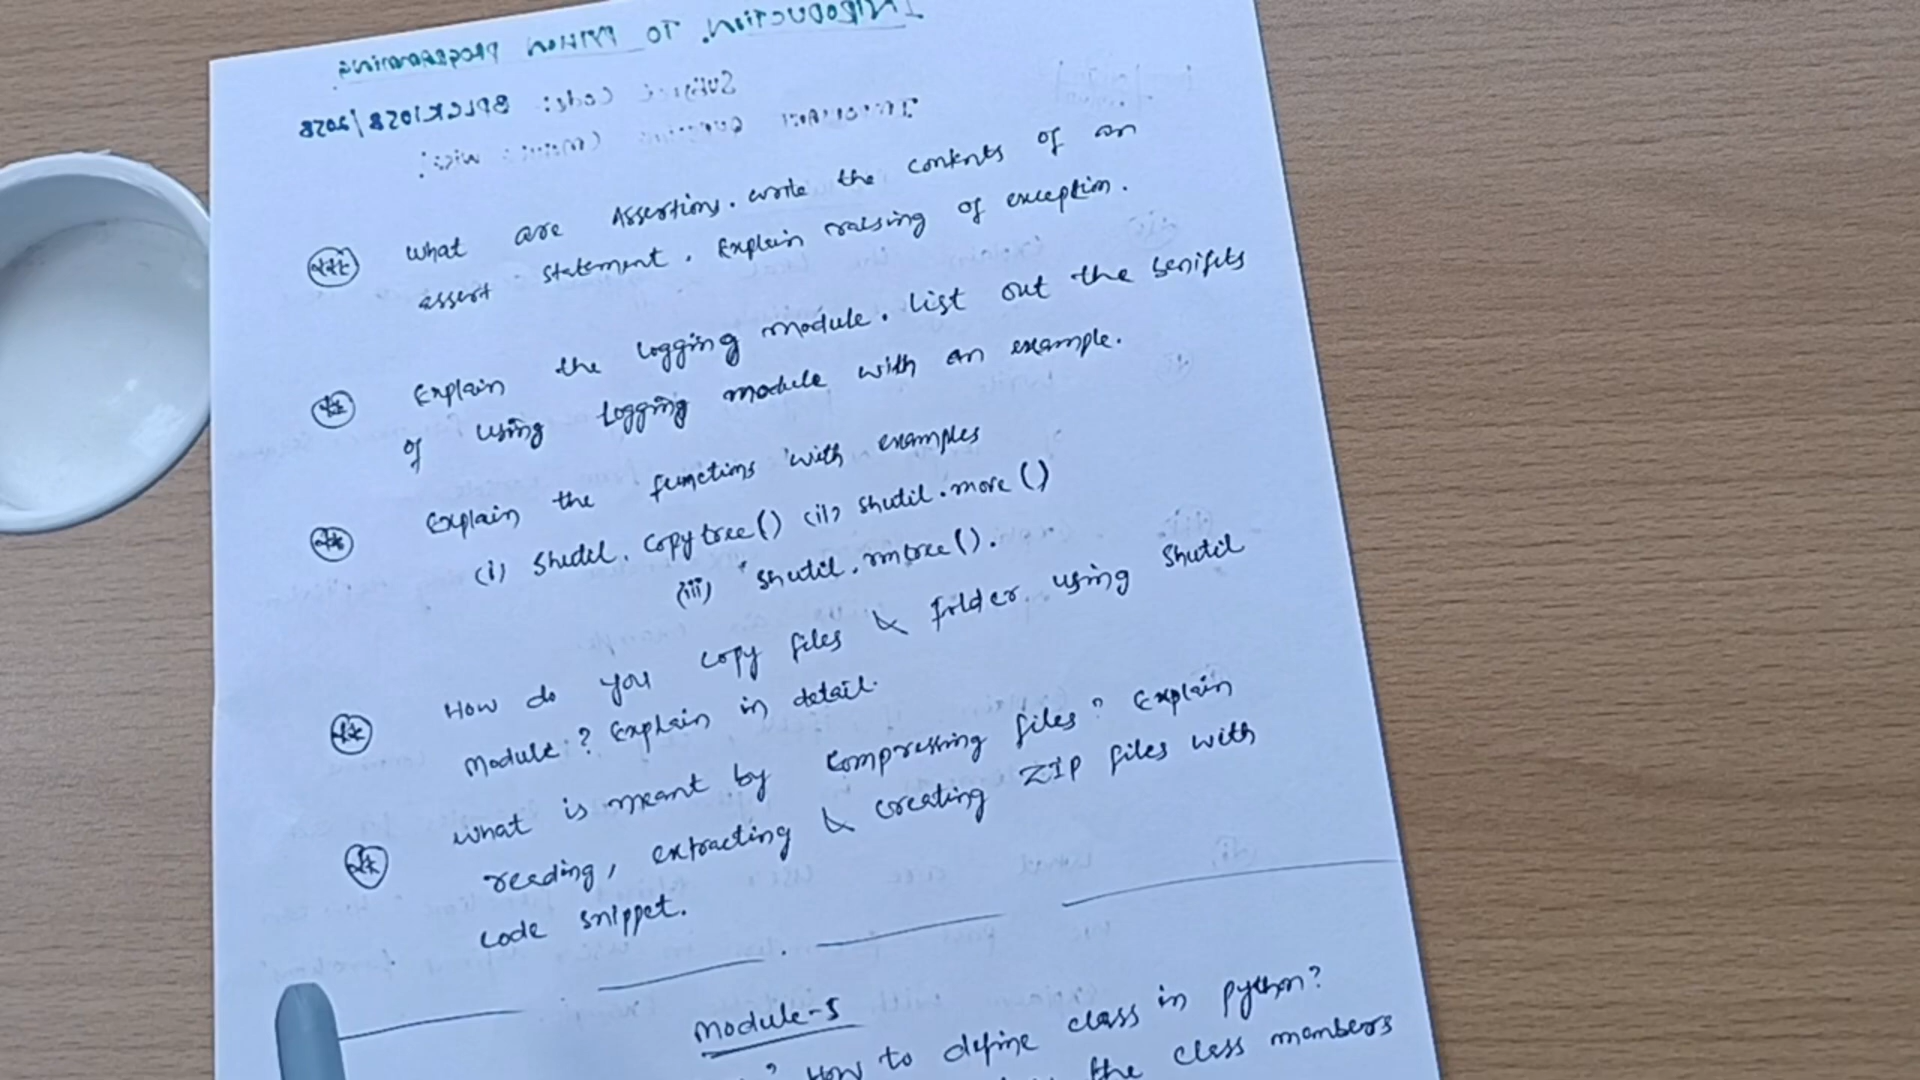 What are Assertions. write the contents of an
assert statement. Explain raising of exception.
Explain the logging module. List out the benifits
of using logging module with an example.
Explain the functions with examples
(i) Shutil.copytree() (ii) shutil.move()
(iii) shutil.rmtree().
How do you copy files & folder using Shutil
Module? Explain in detail.
What is meant by compressing files? Explain
reading, extracting & creating ZIP files with
code snippet.
Module-5
? How to define class in python?
the class members